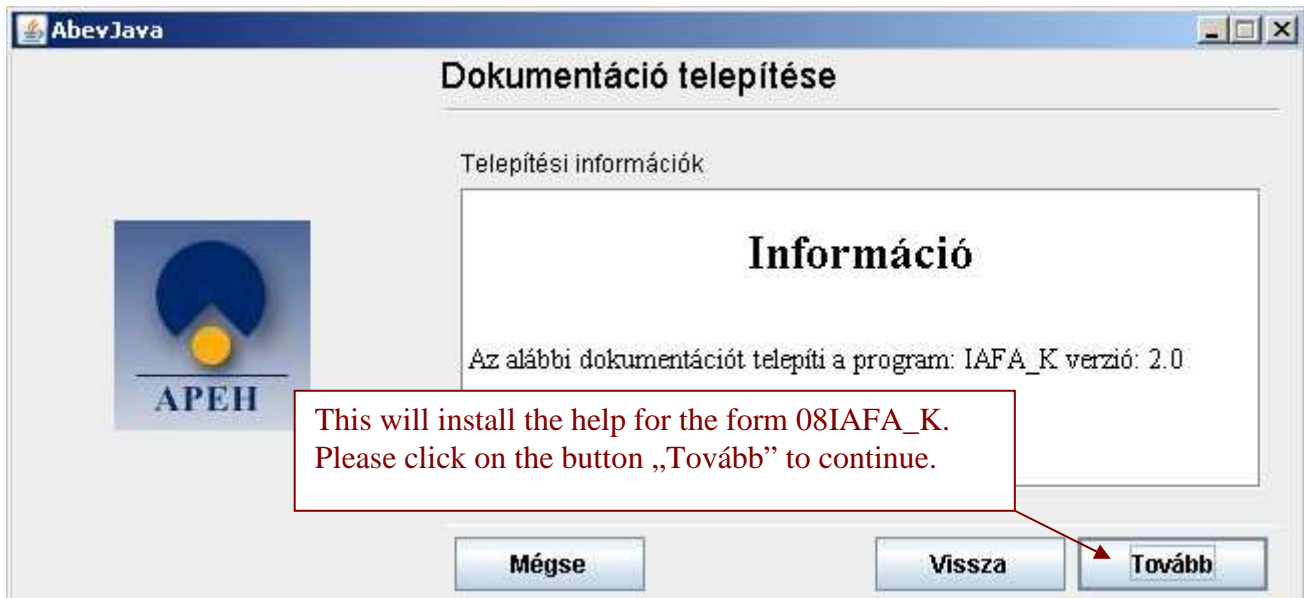 AbevJava
Dokumentáció telepítése
Telepítési információk
Információ
Az alábbi dokumentációt telepíti a program: IAFA_K verzió: 2.0
APEH
This will install the help for the form 08IAFA_K.
Please click on the button „Tovább” to continue.
Mégse
Vissza
Tovább